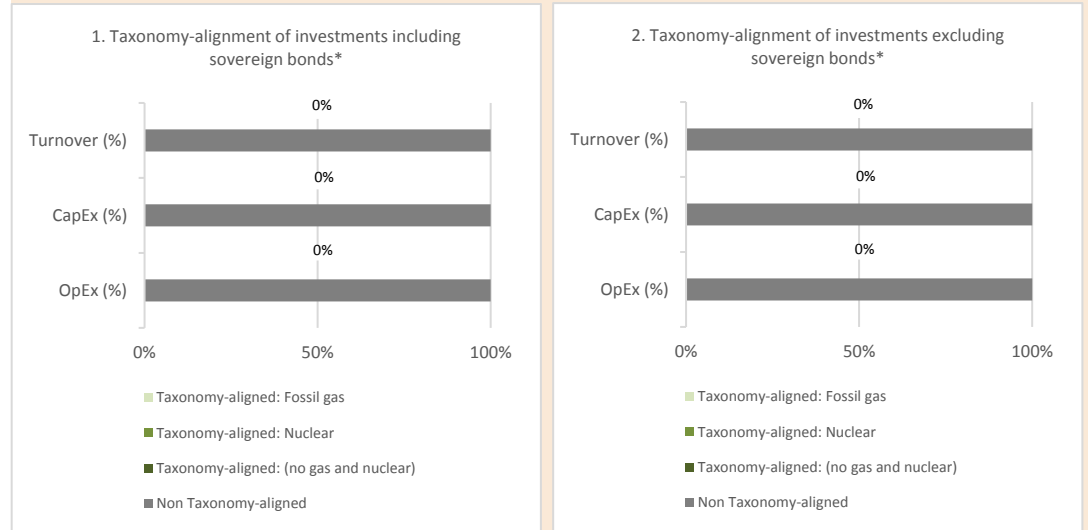 1. Taxonomy-alignment of investments including
sovereign bonds*
0%
Turnover (%)
0%
CapEx (%)
0%
OpEx (%)
0% 50% 100%
Taxonomy-aligned: Fossil gas
Taxonomy-aligned: Nuclear
Taxonomy-aligned: (no gas and nuclear)
Non Taxonomy-aligned
2. Taxonomy-alignment of investments excluding
sovereign bonds*
0%
Turnover (%)
0%
CapEx (%)
0%
OpEx (%)
0% 50% 100%
Taxonomy-aligned: Fossil gas
Taxonomy-aligned: Nuclear
Taxonomy-aligned: (no gas and nuclear)
Non Taxonomy-aligned